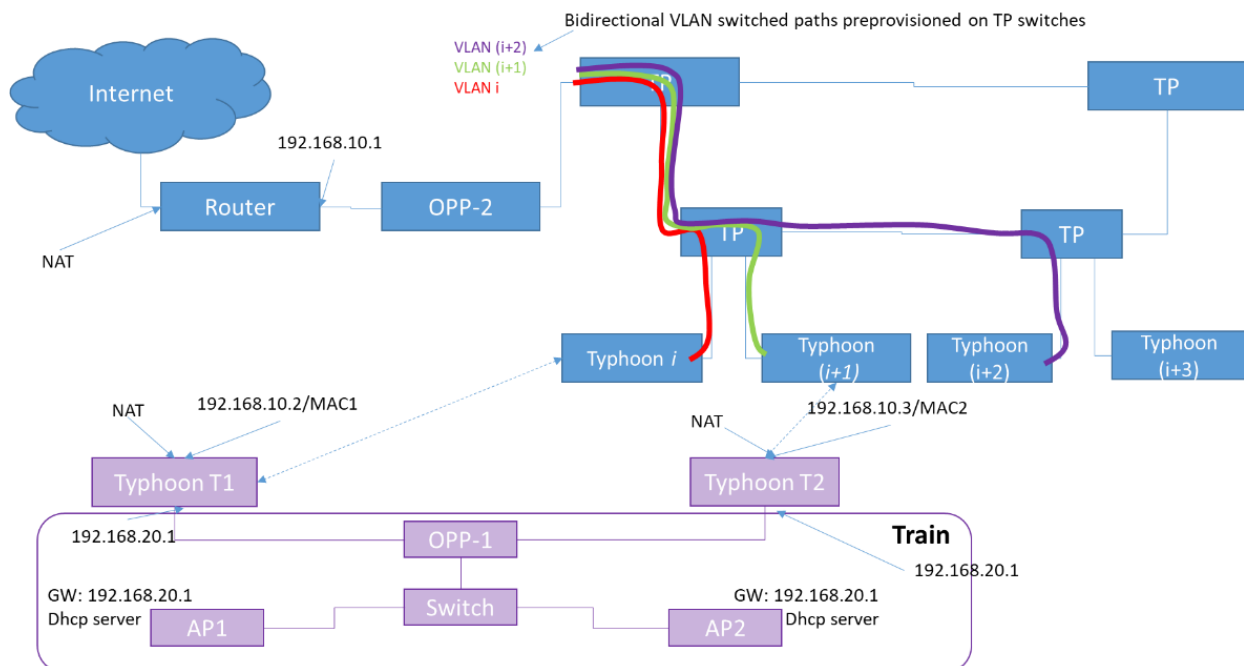 Bidirectional VLAN switched paths preprovisioned on TP switches
VLAN (i+2)
VLAN (i+1)
VLAN i
Internet
TP
192.168.10.1
Router
OPP-2
NAT
TP
TP
Typhoon i
Typhoon
(i+1)
Typhoon
(i+2)
Typhoon
(i+3)
NAT
192.168.10.2/MAC1
NAT
192.168.10.3/MAC2
Typhoon T1
Typhoon T2
192.168.20.1
OPP-1
Train
192.168.20.1
GW: 192.168.20.1
Dhcp server
AP1
Switch
AP2
GW: 192.168.20.1
Dhcp server